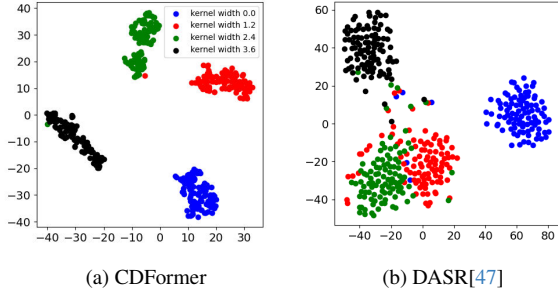 40
30
20
10
0
−10
−20
−30
−40
−40 −30 −20 −10 0 10 20 30
kernel width 0.0
kernel width 1.2
kernel width 2.4
kernel width 3.6
60
40
20
0
−20
−40
−40 −20 0 20 40 60 80
(a) CDFormer
(b) DASR[47]